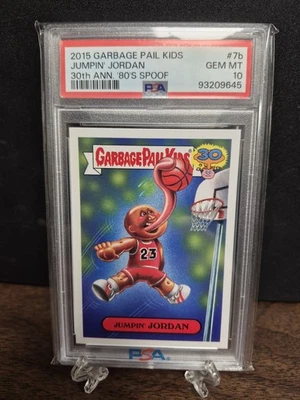 2015 GARBAGE PAIL KIDS #7b
JUMPIN' JORDAN GEM MT
30th ANN. '80'S SPOOF 10
PSA 93209645
GARBAGE PAIL KIDS
30
23
JUMPIN' JORDAN
PSA